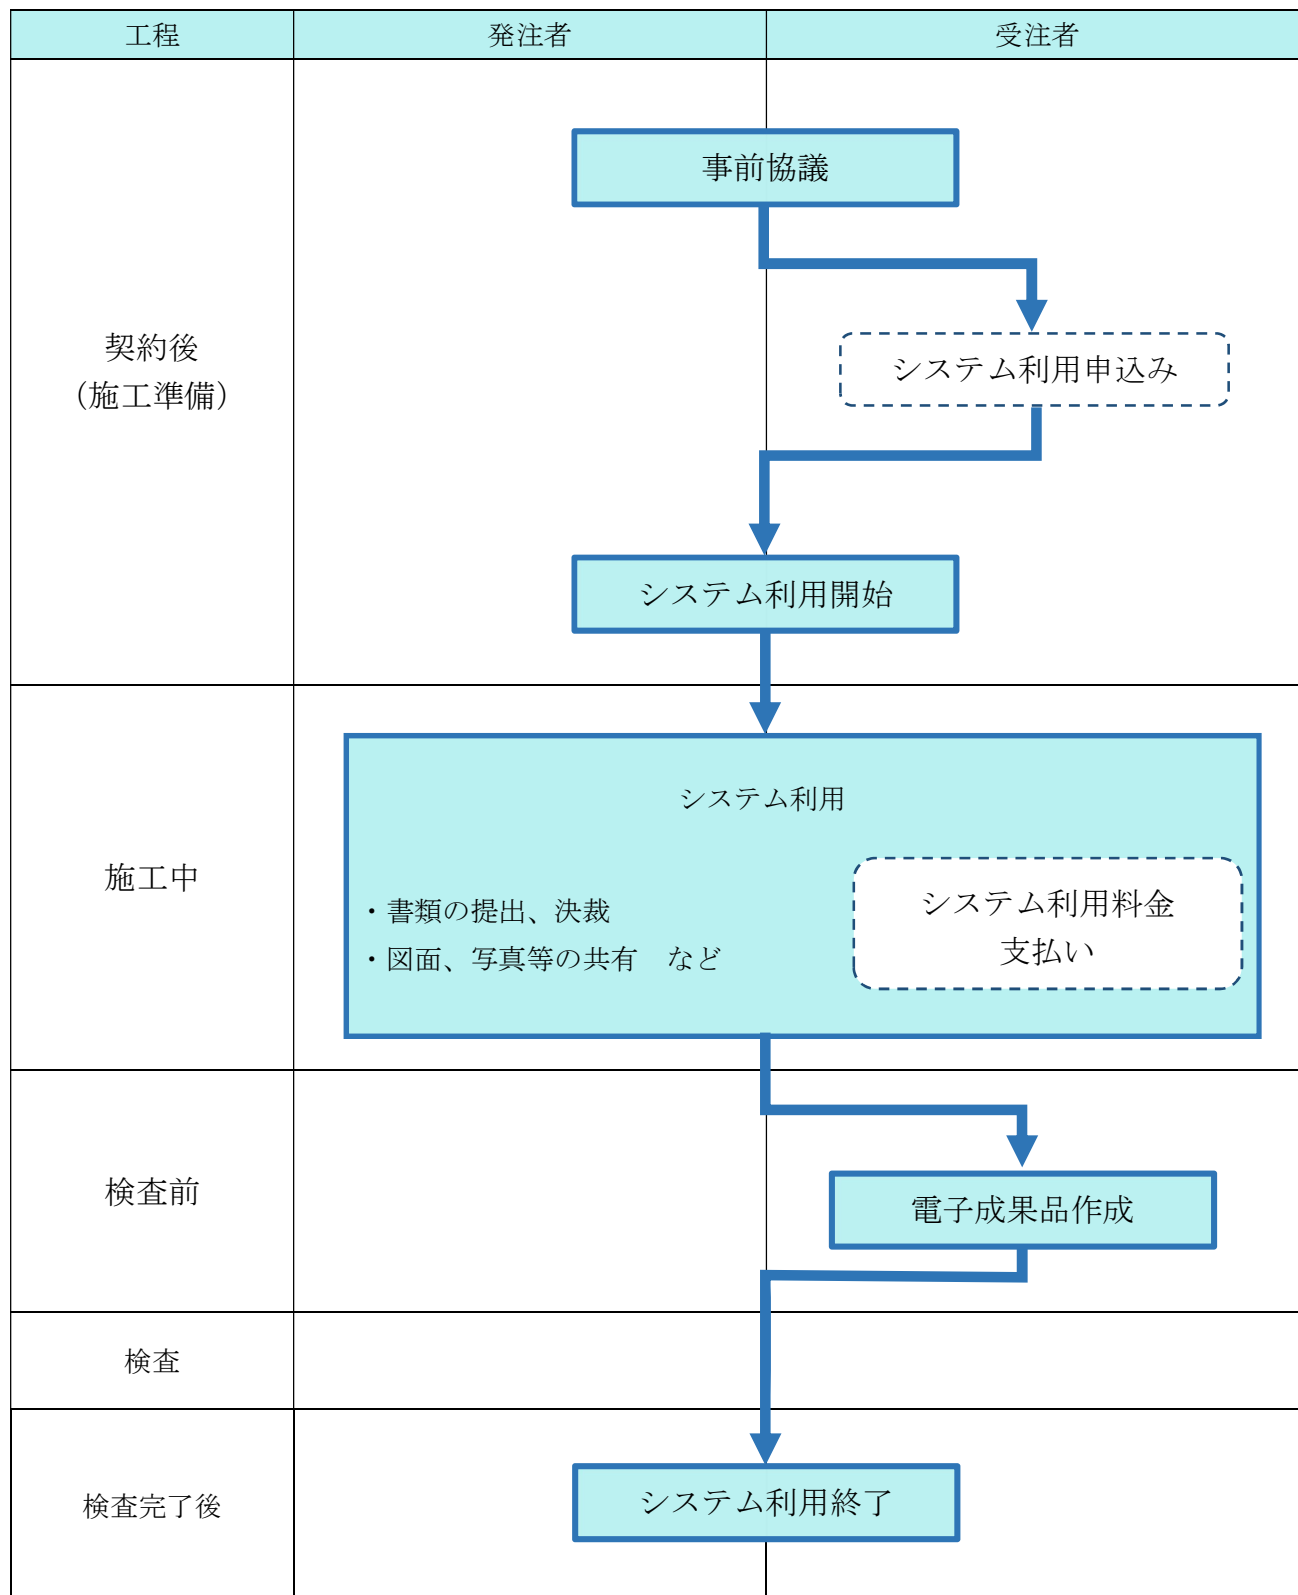 工程
発注者
受注者
契約後
（施工準備）
事前協議
システム利用申込み
システム利用開始
施工中
システム利用
・書類の提出、決裁
・図面、写真等の共有　など
システム利用料金
支払い
検査前
電子成果品作成
検査
検査完了後
システム利用終了